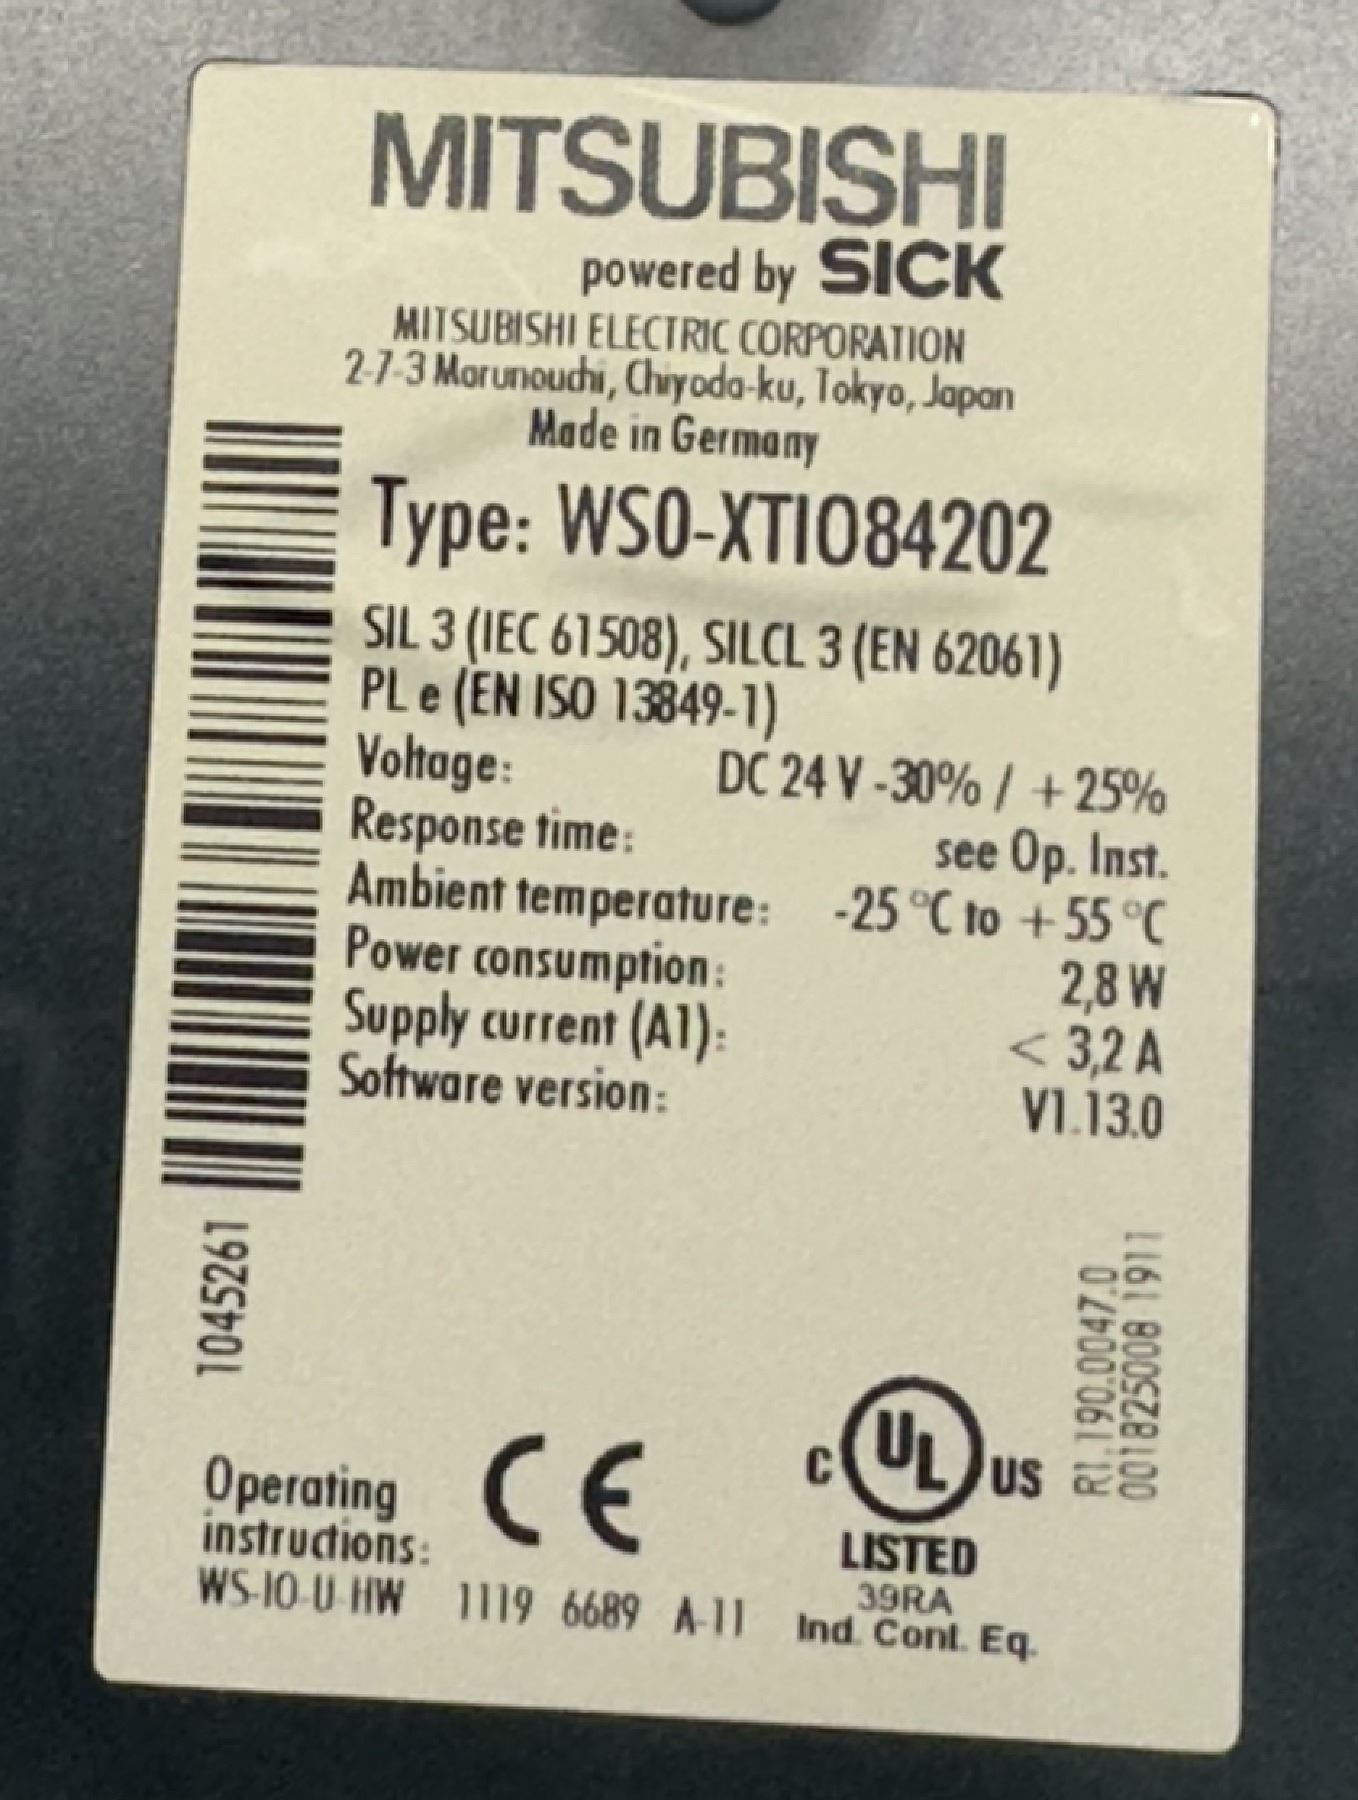 MITSUBISHI
powered by SICK
MITSUBISHI ELECTRIC CORPORATION
2-7-3 Marunouchi, Chiyoda-ku, Tokyo, Japan
Made in Germany
Type: WS0-XTIO84202
SIL 3 (IEC 61508), SILCL 3 (EN 62061)
PL e (EN ISO 13849-1)
Voltage: DC 24 V -30% / +25%
Response time: see Op. Inst.
Ambient temperature: -25 °C to +55 °C
Power consumption: 2,8 W
Supply current (A1): < 3,2 A
Software version: V1.13.0
1045261
R1.190.0047.0
001825008 1911
Operating
instructions:
WS-IO-U-HW 1119 6689 A-11
CE
C UL US
LISTED
39RA
Ind. Conl. Eq.